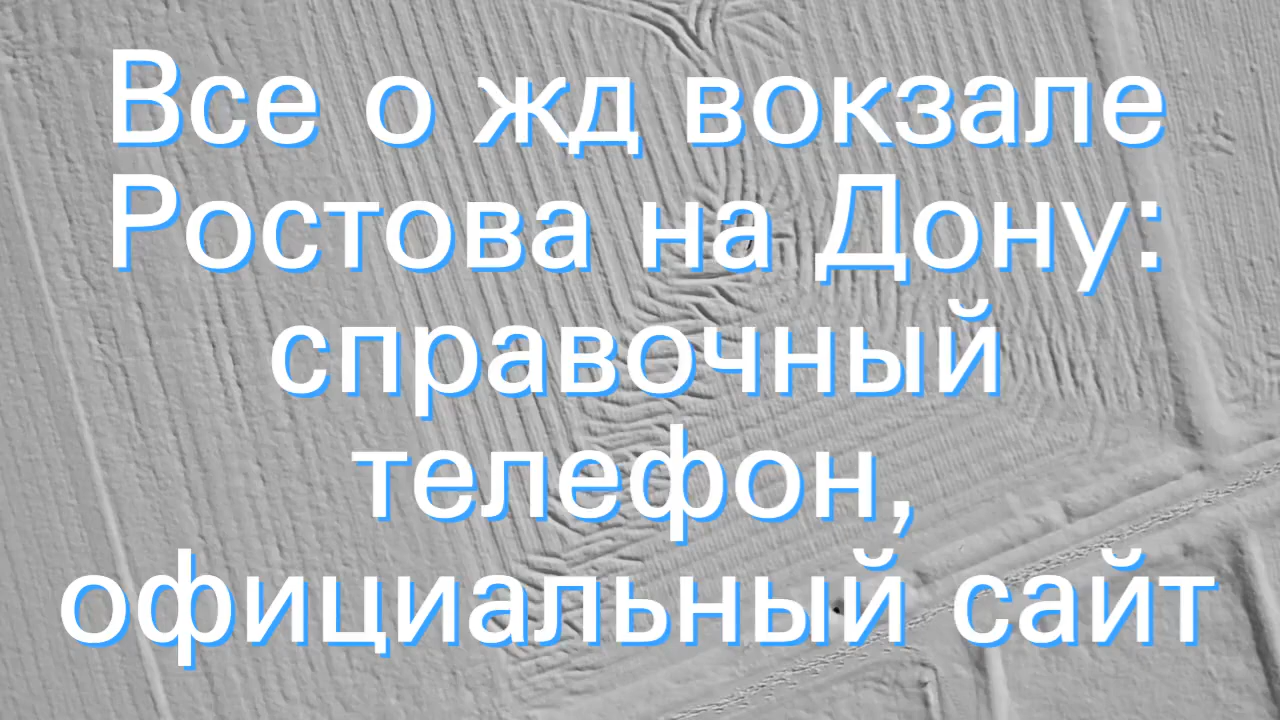 Все о жд вокзале
Ростова на Дону:
справочный
телефон,
официальный сайт